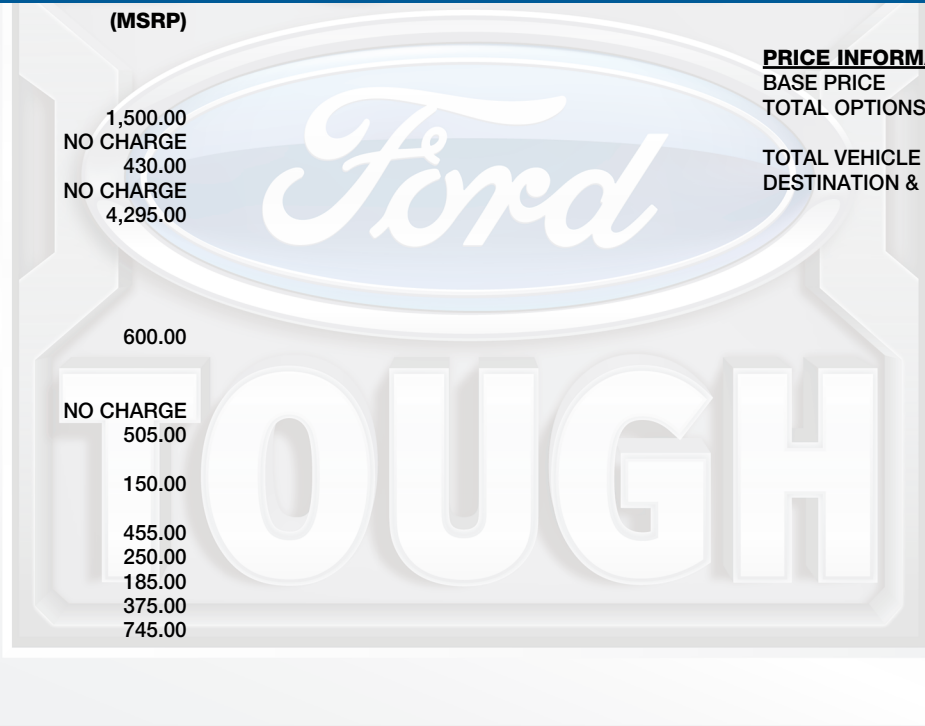 (MSRP)
1,500.00
NO CHARGE
430.00
NO CHARGE
4,295.00
600.00
NO CHARGE
505.00
150.00
455.00
250.00
185.00
375.00
745.00
PRICE INFORMA
BASE PRICE
TOTAL OPTIONS
TOTAL VEHICLE
DESTINATION &
Ford
TOUGH